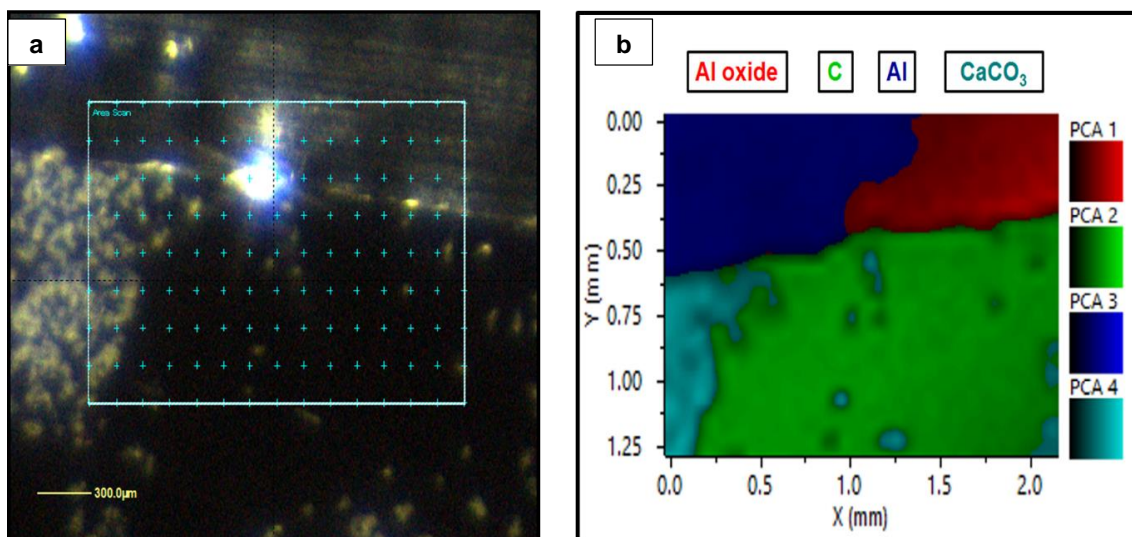 a
Area Scan
300.0µm
b
Al oxide C Al CaCO₃
PCA 1
PCA 2
PCA 3
PCA 4
0.00
0.25
0.50
0.75
1.00
1.25
Y (mm)
0.0 0.5 1.0 1.5 2.0
X (mm)